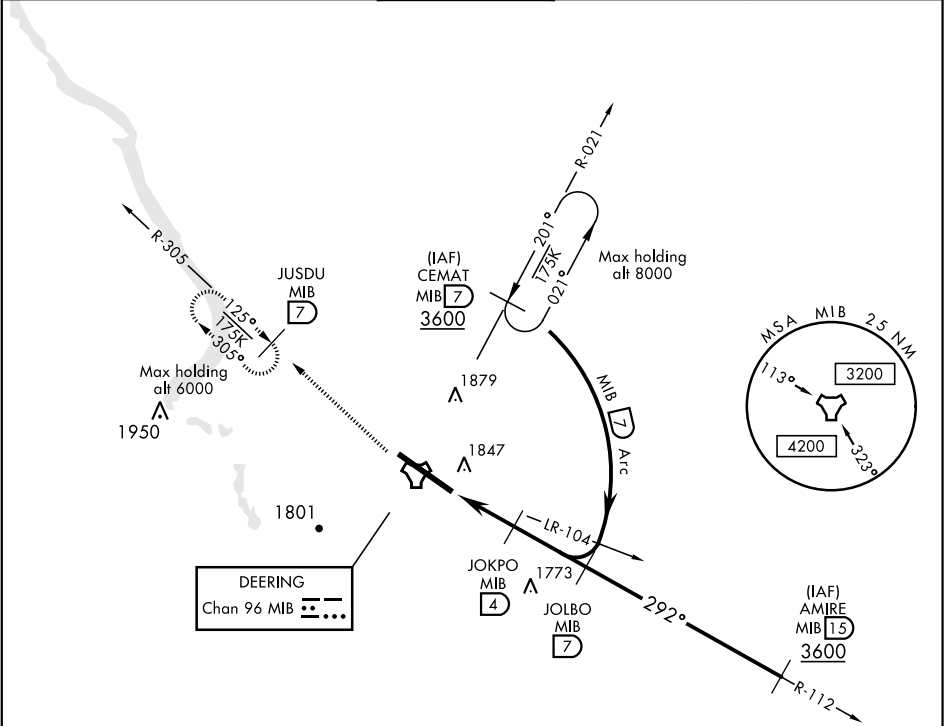 R-021
201°
175K
021°
Max holding
alt 8000
(IAF)
CEMAT
MIB 7
3600
R-305
JUSDU
MIB
7
125°
175K
305°
Max holding
alt 6000
1950
1879
MIB 7 Arc
1847
1801
MSA MIB 25 NM
113°
3200
4200
323°
LR-104
JOKPO
MIB
4
1773
JOLBO
MIB
7
DEERING
Chan 96 MIB
292°
(IAF)
AMIRE
MIB 15
3600
R-112